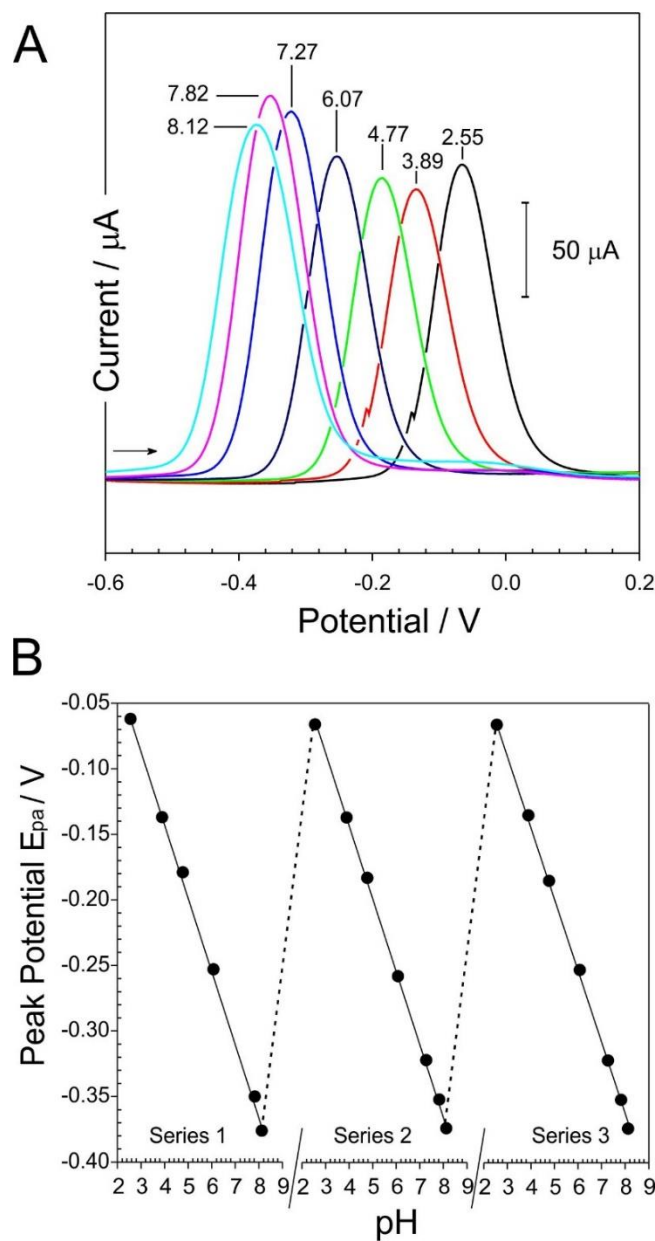 A
7.27
7.82
6.07
8.12
4.77
2.55
3.89
50 µA
Current / µA
-0.6
-0.4
-0.2
0.0
0.2
Potential / V
B
-0.05
-0.10
-0.15
-0.20
-0.25
-0.30
-0.35
-0.40
Peak Potential Epa / V
Series 1
Series 2
Series 3
2 3 4 5 6 7 8 9
2 3 4 5 6 7 8 9
2 3 4 5 6 7 8 9
pH